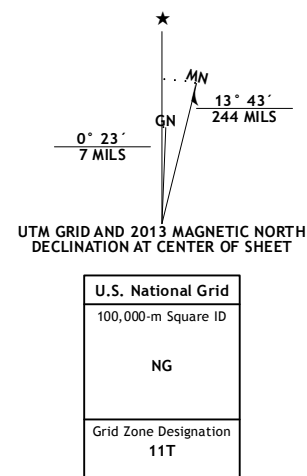 ★
MN
GN
13° 43´
244 MILS
0° 23´
7 MILS
UTM GRID AND 2013 MAGNETIC NORTH
DECLINATION AT CENTER OF SHEET
U.S. National Grid
100,000-m Square ID
NG
Grid Zone Designation
11T